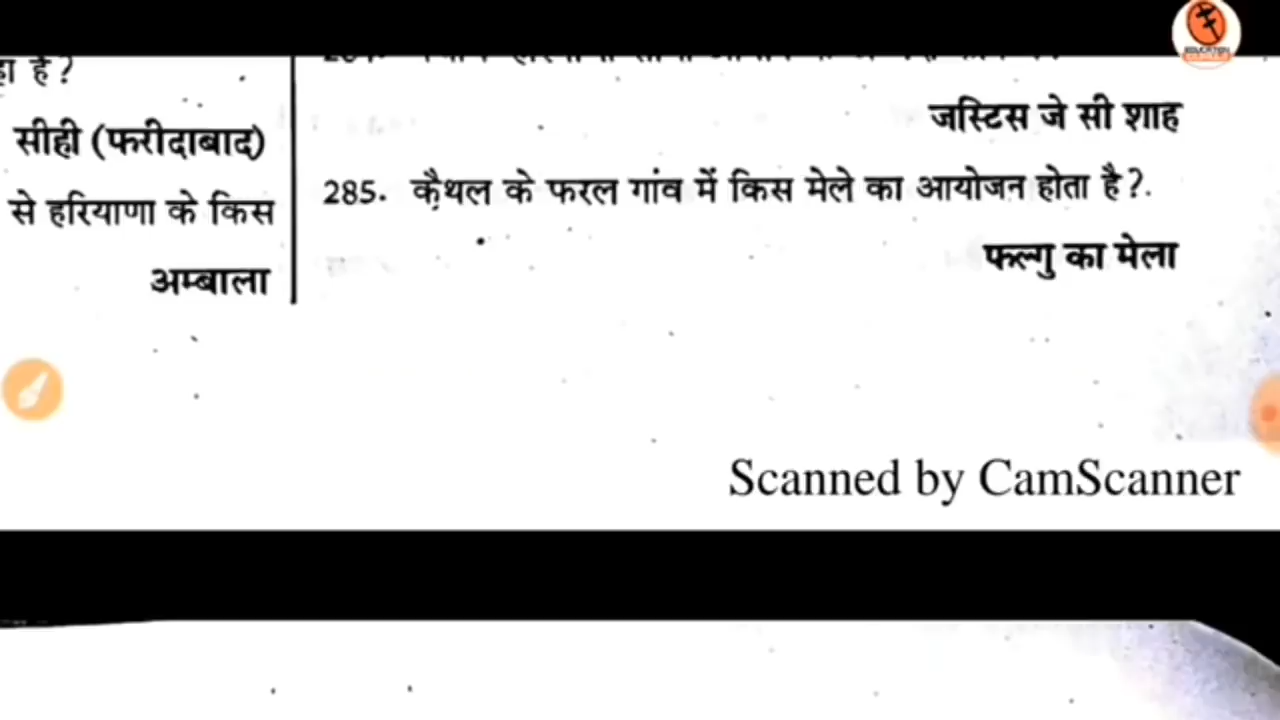 है?
सीही (फरीदाबाद)
से हरियाणा के किस
अम्बाला
जस्टिस जे सी शाह
285. कैथल के फरल गांव में किस मेले का आयोजन होता है?.
फल्गु का मेला
Scanned by CamScanner